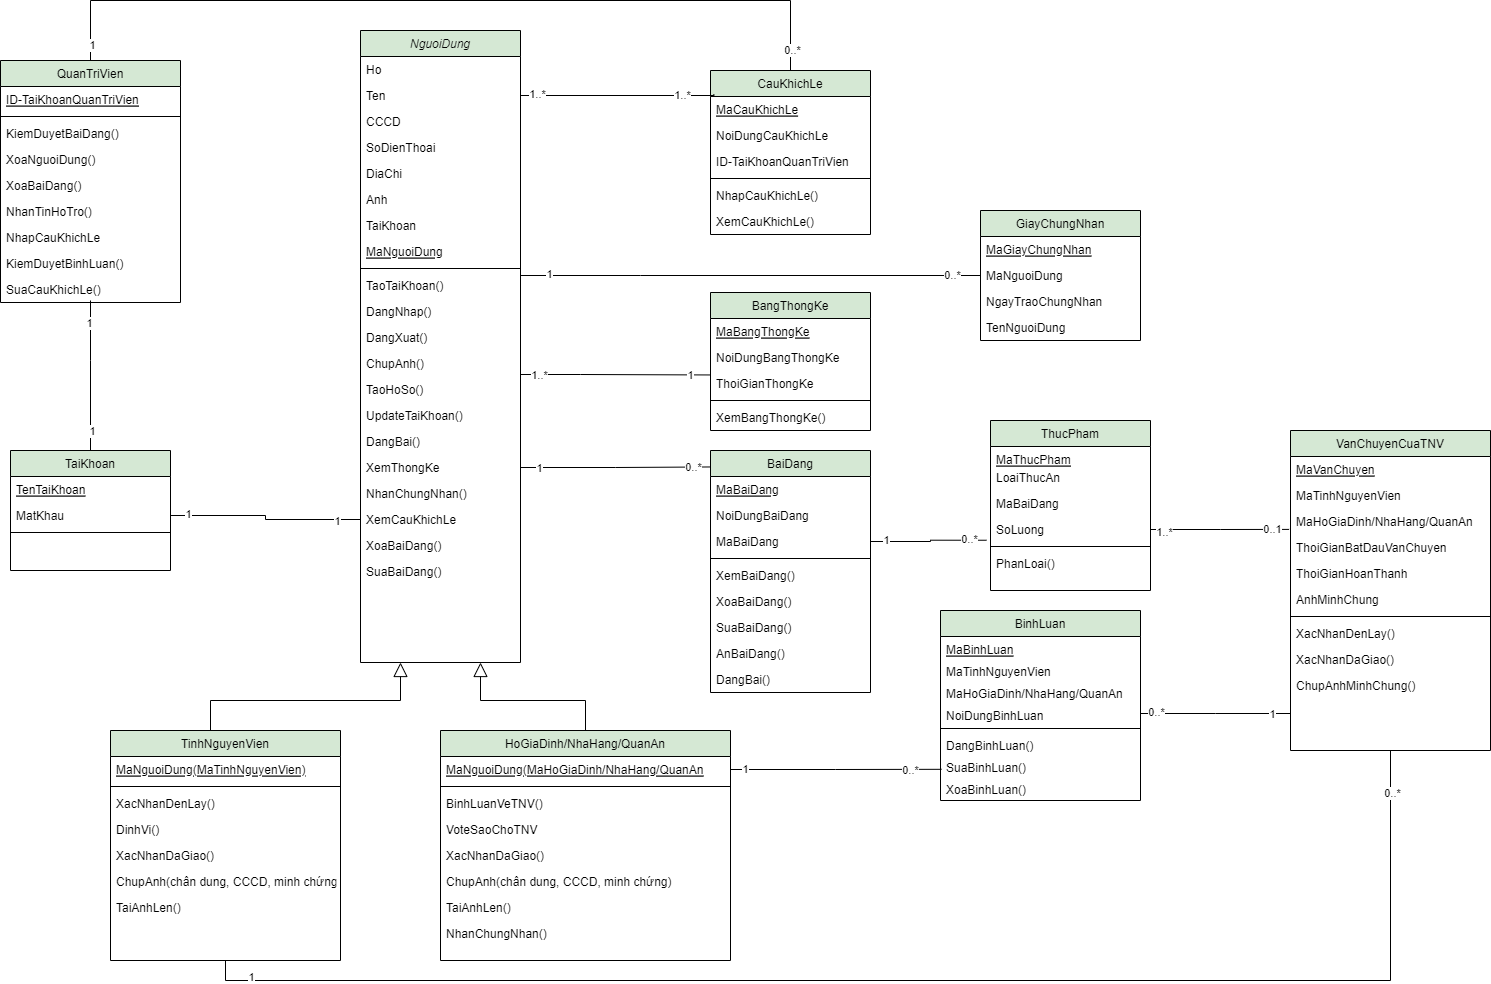 1
0..*
QuanTriVien
ID-TaiKhoanQuanTriVien
KiemDuyetBaiDang()
XoaNguoiDung()
XoaBaiDang()
NhanTinHoTro()
NhapCauKhichLe
KiemDuyetBinhLuan()
SuaCauKhichLe()
1
1
TaiKhoan
TenTaiKhoan
MatKhau
1
1
NguoiDung
Ho
Ten
CCCD
SoDienThoai
DiaChi
Anh
TaiKhoan
MaNguoiDung
TaoTaiKhoan()
DangNhap()
DangXuat()
ChupAnh()
TaoHoSo()
UpdateTaiKhoan()
DangBai()
XemThongKe
NhanChungNhan()
XemCauKhichLe
XoaBaiDang()
SuaBaiDang()
1..*
1..*
CauKhichLe
MaCauKhichLe
NoiDungCauKhichLe
ID-TaiKhoanQuanTriVien
NhapCauKhichLe()
XemCauKhichLe()
1
0..*
GiayChungNhan
MaGiayChungNhan
MaNguoiDung
NgayTraoChungNhan
TenNguoiDung
1..*
1
BangThongKe
MaBangThongKe
NoiDungBangThongKe
ThoiGianThongKe
XemBangThongKe()
1
0..*
BaiDang
MaBaiDang
NoiDungBaiDang
MaBaiDang
XemBaiDang()
XoaBaiDang()
SuaBaiDang()
AnBaiDang()
DangBai()
1
0..*
ThucPham
MaThucPham
LoaiThucAn
MaBaiDang
SoLuong
PhanLoai()
1..*
0..1
VanChuyenCuaTNV
MaVanChuyen
MaTinhNguyenVien
MaHoGiaDinh/NhaHang/QuanAn
ThoiGianBatDauVanChuyen
ThoiGianHoanThanh
AnhMinhChung
XacNhanDenLay()
XacNhanDaGiao()
ChupAnhMinhChung()
BinhLuan
MaBinhLuan
MaTinhNguyenVien
MaHoGiaDinh/NhaHang/QuanAn
NoiDungBinhLuan
DangBinhLuan()
SuaBinhLuan()
XoaBinhLuan()
0..*
1
TinhNguyenVien
MaNguoiDung(MaTinhNguyenVien)
XacNhanDenLay()
DinhVi()
XacNhanDaGiao()
ChupAnh(chân dung, CCCD, minh chứng
TaiAnhLen()
HoGiaDinh/NhaHang/QuanAn
MaNguoiDung(MaHoGiaDinh/NhaHang/QuanAn
BinhLuanVeTNV()
VoteSaoChoTNV
XacNhanDaGiao()
ChupAnh(chân dung, CCCD, minh chứng)
TaiAnhLen()
NhanChungNhan()
1
0..*
0..*
1